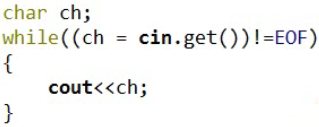 char ch;
while((ch = cin.get())!=EOF)
{
    cout<<ch;
}